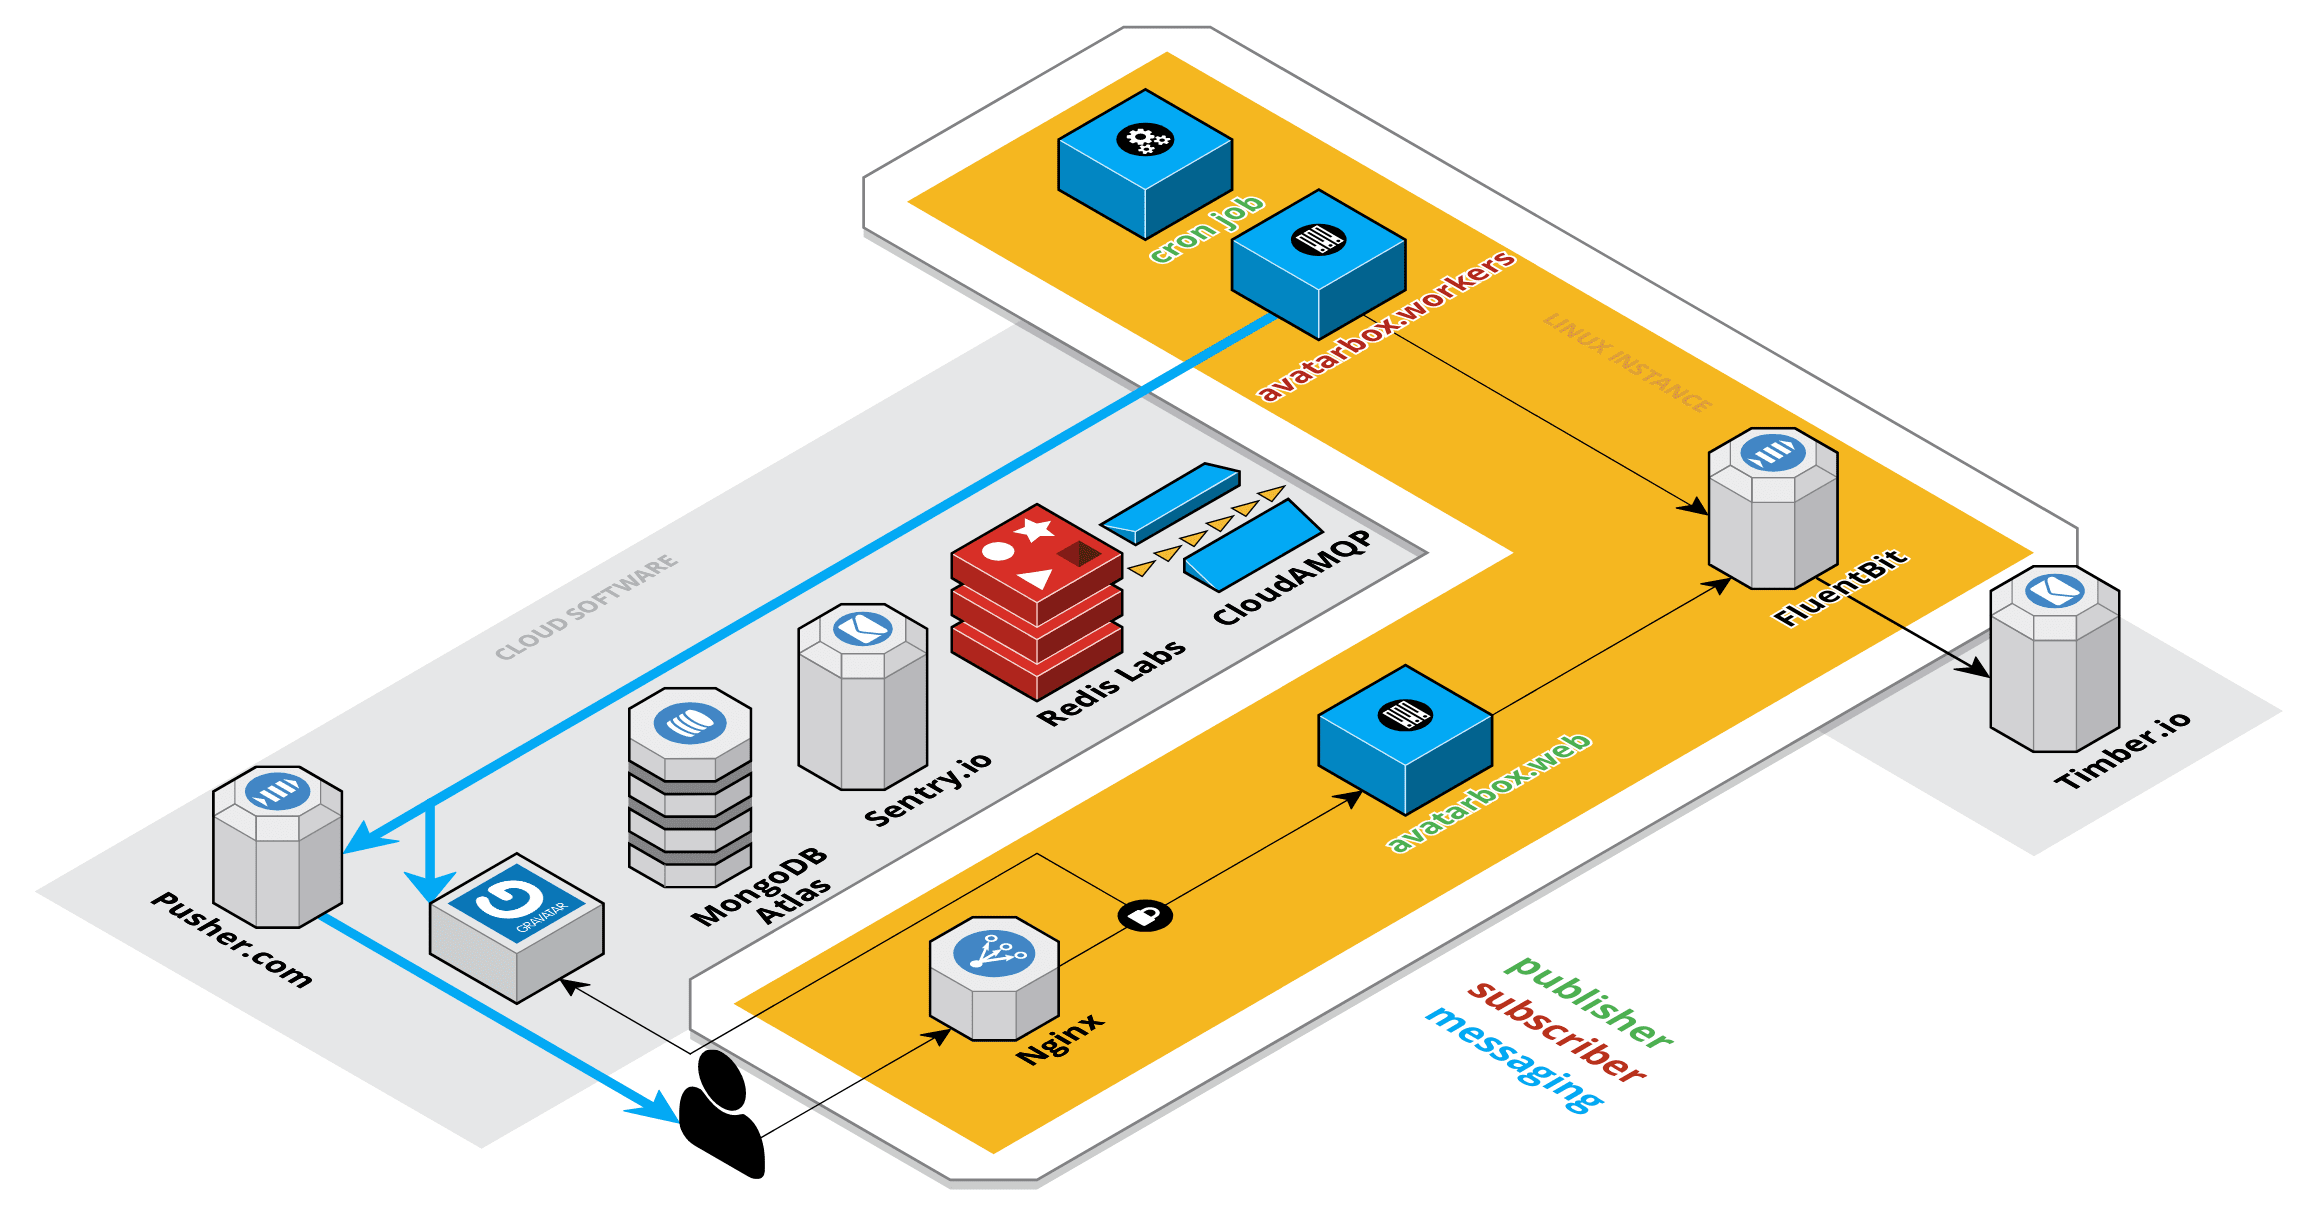 cron job
avatarbox.workers
LINUX INSTANCE
CLOUD SOFTWARE
CloudAMQP
Redis Labs
FluentBit
Sentry.io
Timber.io
avatarbox.web
MongoDB
Atlas
GRAVATAR
Pusher.com
Nginx
publisher
subscriber
messaging